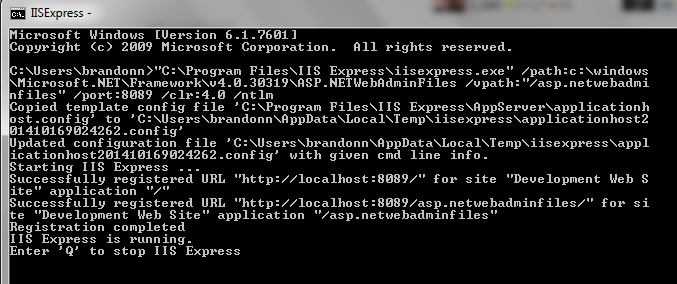 IISExpress -
Microsoft Windows [Version 6.1.7601]
Copyright (c) 2009 Microsoft Corporation.  All rights reserved.
C:\Users\brandonn>"C:\Program Files\IIS Express\iisexpress.exe" /path:c:\windows
\Microsoft.NET\Framework\v4.0.30319\ASP.NETWebAdminFiles /vpath:"/asp.netwebadmi
nfiles" /port:8089 /clr:4.0 /ntlm
Copied template config file 'C:\Program Files\IIS Express\AppServer\applicationh
ost.config' to 'C:\Users\brandonn\AppData\Local\Temp\iisexpress\applicationhost2
01410169024262.config'
Updated configuration file 'C:\Users\brandonn\AppData\Local\Temp\iisexpress\appl
icationhost201410169024262.config' with given cmd line info.
Starting IIS Express ...
Successfully registered URL "http://localhost:8089/" for site "Development Web S
ite" application "/"
Successfully registered URL "http://localhost:8089/asp.netwebadminfiles/" for si
te "Development Web Site" application "/asp.netwebadminfiles"
Registration completed
IIS Express is running.
Enter 'Q' to stop IIS Express